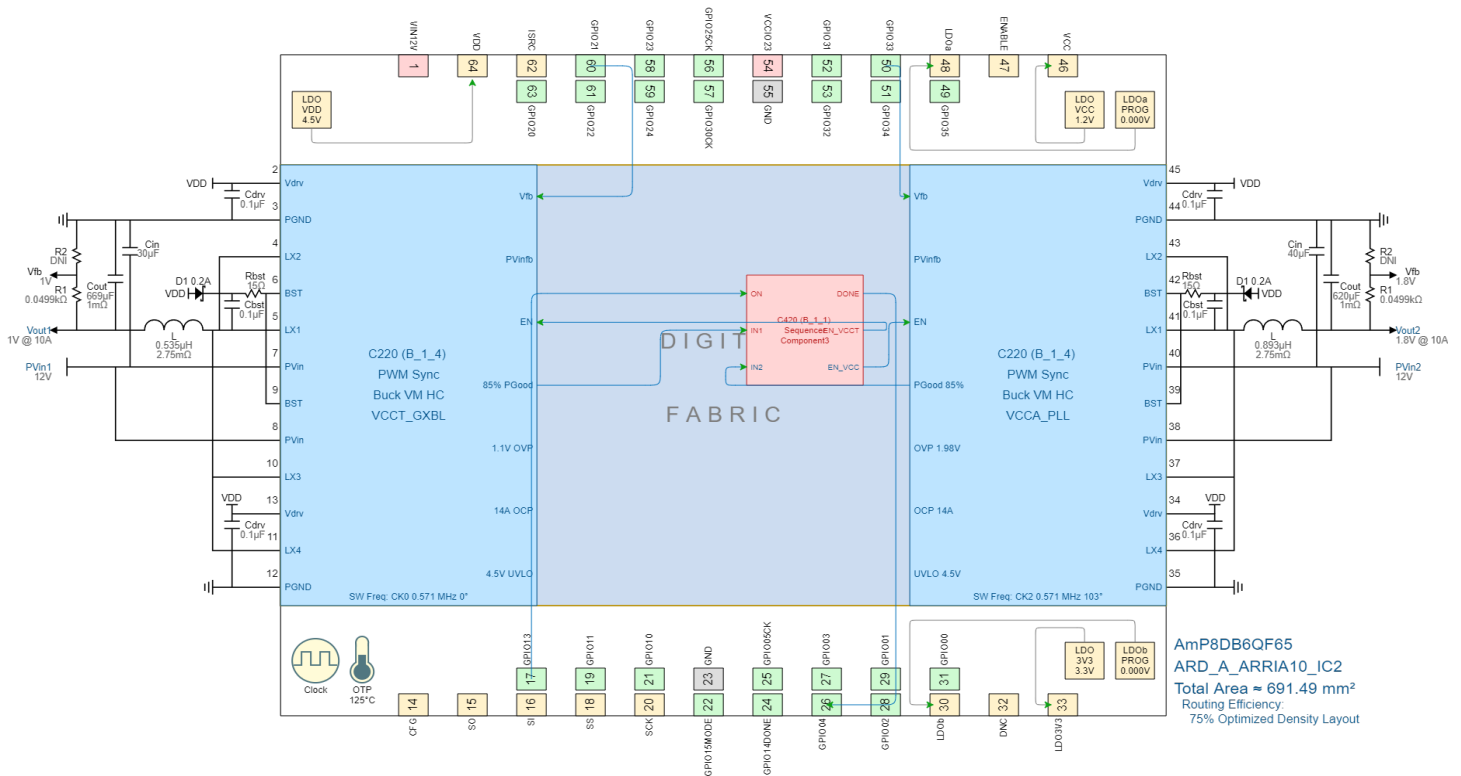 VIN12V
VDD
ISRC
GPIO21
GPIO23
GPIO25CK
VCCIO23
GPIO31
GPIO33
LDOa
ENABLE
VCC
1
64
62
60
58
56
54
52
50
48
47
46
63
61
59
57
55
53
51
49
GPIO20
GPIO22
GPIO24
GPIO30CK
GND
GPIO32
GPIO34
GPIO35
LDO
VDD
4.5V
LDO
VCC
1.2V
LDOa
PROG
0.000V
VDD
Cdrv
0.1µF
R2
DNI
Cin
30µF
Vfb
1V
R1
0.0499kΩ
Cout
669µF
1mΩ
D1 0.2A
VDD
Rbst
15Ω
Cbst
0.1µF
Vout1
1V @ 10A
L
0.535µH
2.75mΩ
PVin1
12V
VDD
Cdrv
0.1µF
2
3
4
6
5
7
9
8
10
13
11
12
Vdrv
PGND
LX2
BST
LX1
PVin
BST
PVin
LX3
Vdrv
LX4
PGND
Vfb
PVinfb
EN
85% PGood
1.1V OVP
14A OCP
4.5V UVLO
C220 (B_1_4)
PWM Sync
Buck VM HC
VCCT_GXBL
SW Freq: CK0 0.571 MHz 0°
DIGIT
FABRIC
ON
DONE
C420 (B_1_1)
IN1
Sequencer
EN_VCCT
Component3
IN2
EN_VCC
Vfb
PVinfb
EN
PGood 85%
OVP 1.98V
OCP 14A
UVLO 4.5V
C220 (B_1_4)
PWM Sync
Buck VM HC
VCCA_PLL
SW Freq: CK2 0.571 MHz 103°
Vdrv
PGND
LX2
BST
LX1
PVin
BST
PVin
LX3
Vdrv
LX4
PGND
45
44
43
42
41
40
39
38
37
34
36
35
VDD
Cdrv
0.1µF
Cin
40µF
R2
DNI
Rbst
15Ω
D1 0.2A
VDD
Cout
620µF
1mΩ
Vfb
1.8V
R1
0.0499kΩ
Cbst
0.1µF
Vout2
1.8V @ 10A
L
0.893µH
2.75mΩ
PVin2
12V
VDD
Cdrv
0.1µF
Clock
OTP
125°C
GPIO13
GPIO11
GPIO10
GND
GPIO05CK
GPIO03
GPIO01
GPIO00
17
19
21
23
25
27
29
31
14
15
16
18
20
22
24
26
28
30
32
33
CFG
SO
SI
SS
SCK
GPIO15MODE
GPIO14DONE
GPIO04
GPIO02
LDOb
DNC
LDO3V3
LDO
3V3
3.3V
LDOb
PROG
0.000V
AmP8DB6QF65
ARD_A_ARRIA10_IC2
Total Area ≈ 691.49 mm²
Routing Efficiency:
75% Optimized Density Layout